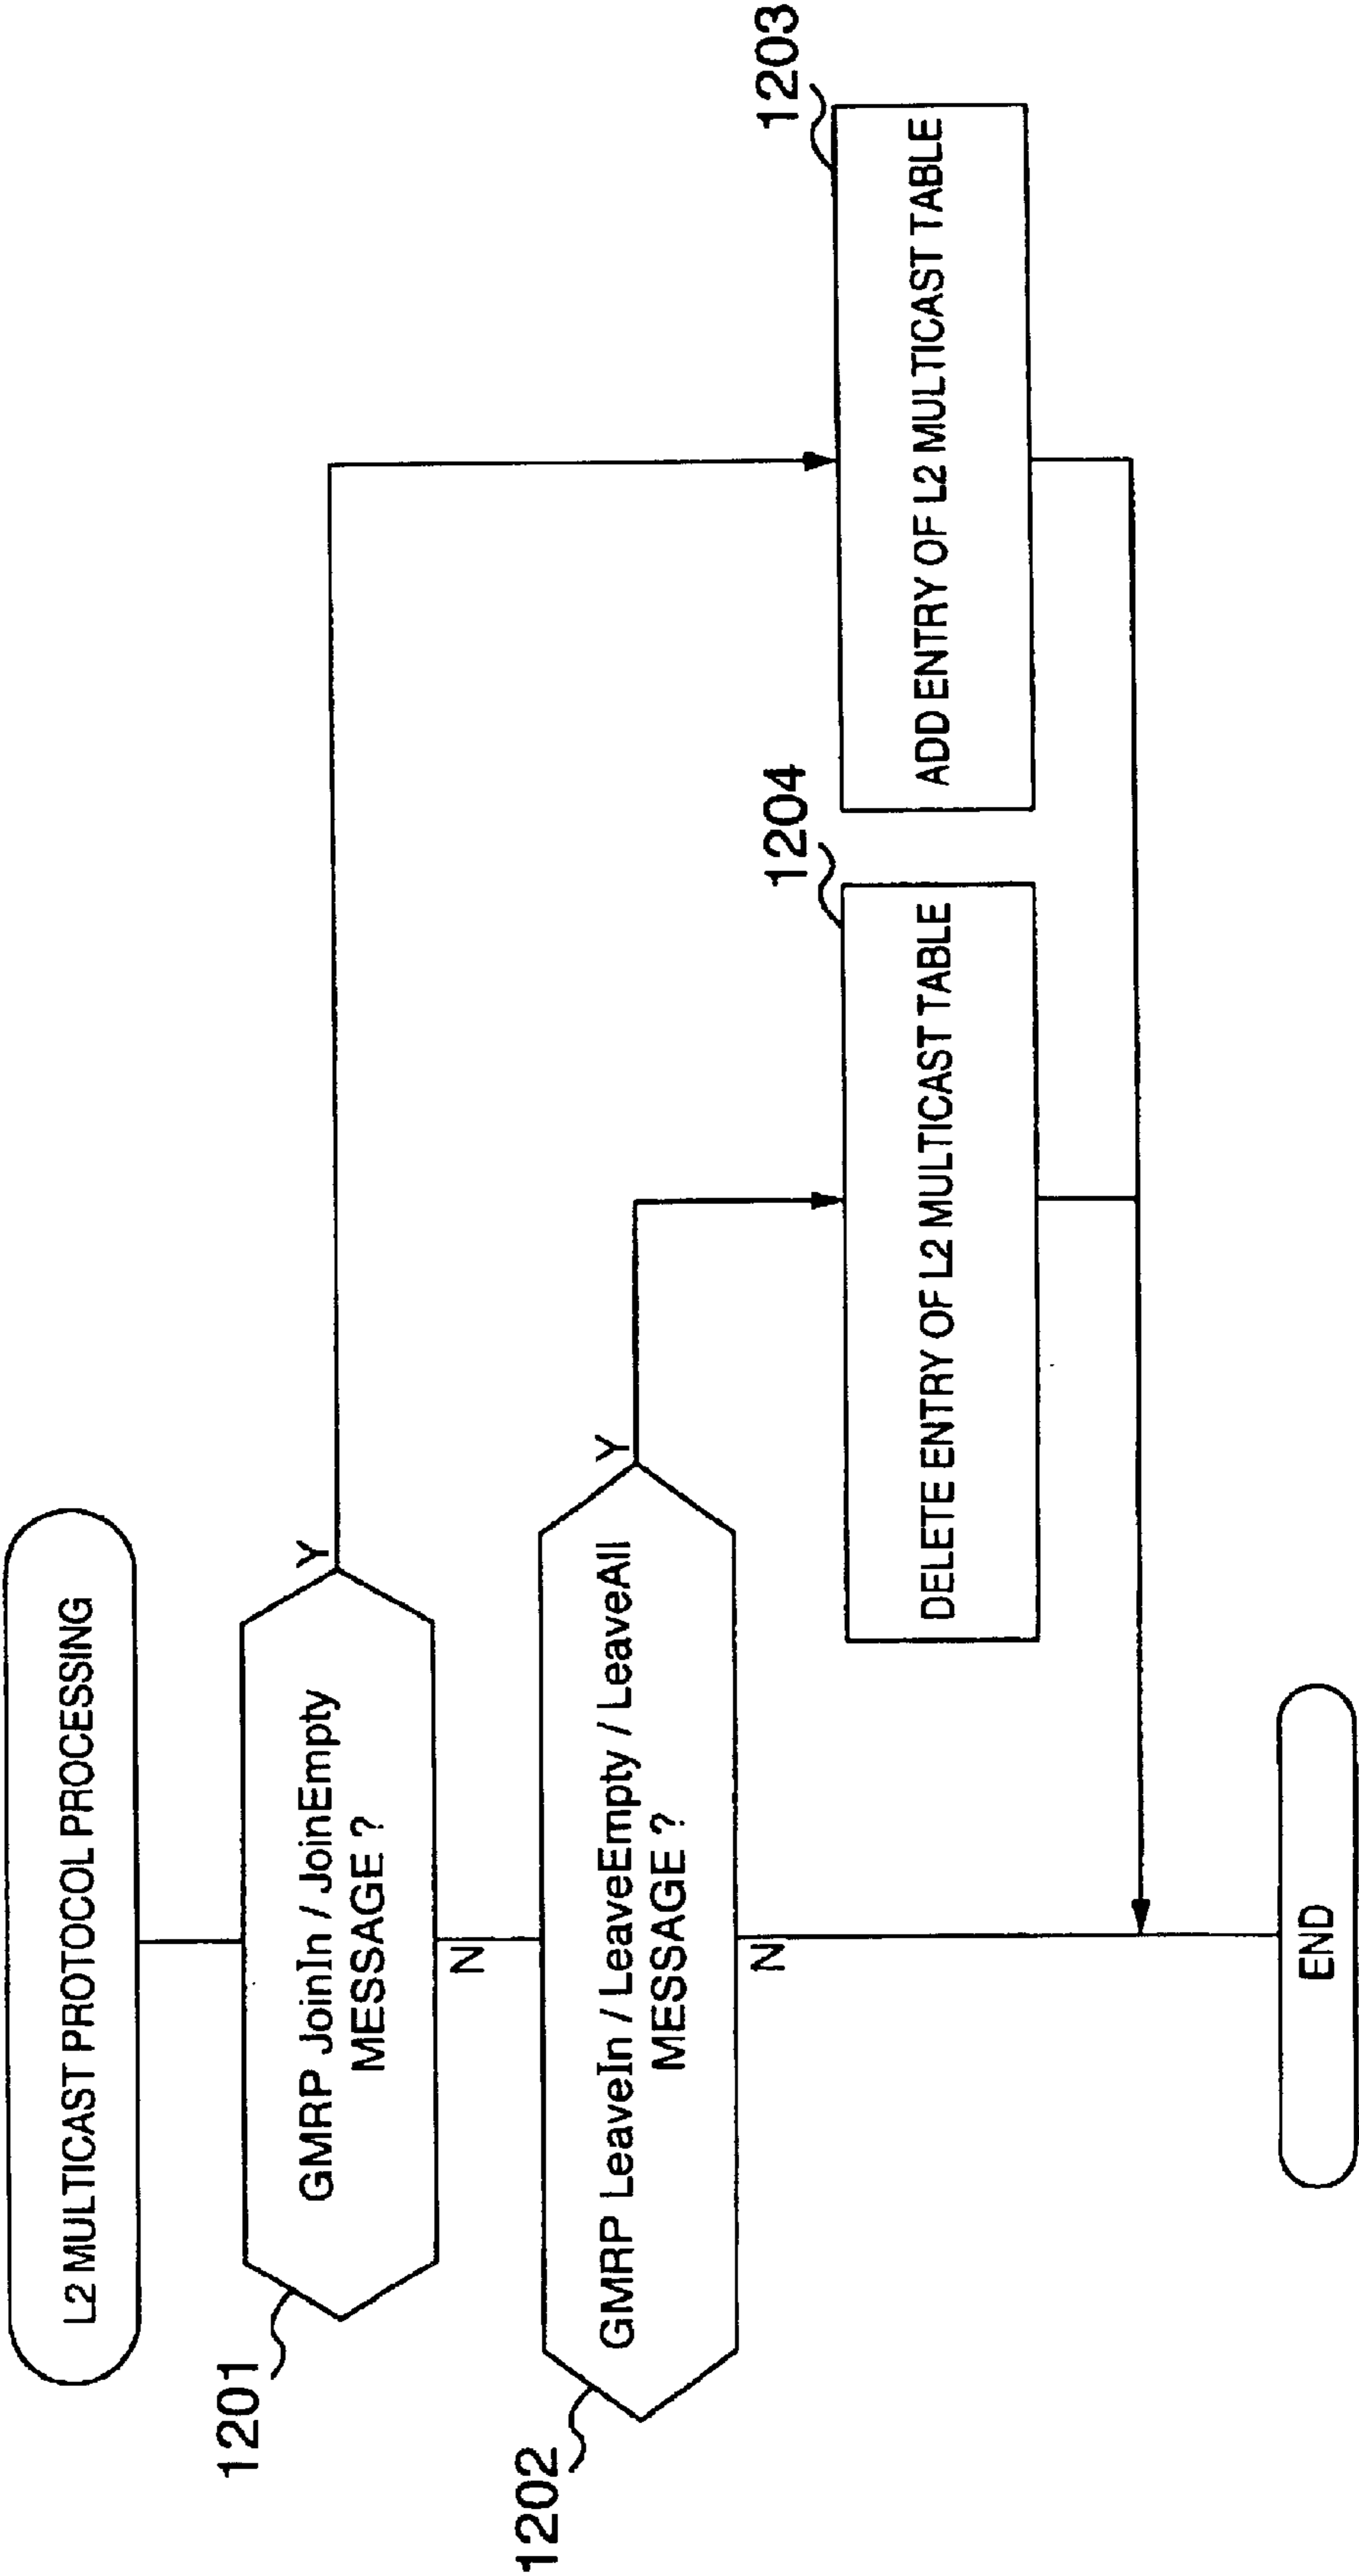 L2 MULTICAST PROTOCOL PROCESSING
1201
GMRP JoinIn / JoinEmpty
MESSAGE ?
Y
N
1202
GMRP LeaveIn / LeaveEmpty / LeaveAll
MESSAGE ?
Y
N
1204
DELETE ENTRY OF L2 MULTICAST TABLE
1203
ADD ENTRY OF L2 MULTICAST TABLE
END